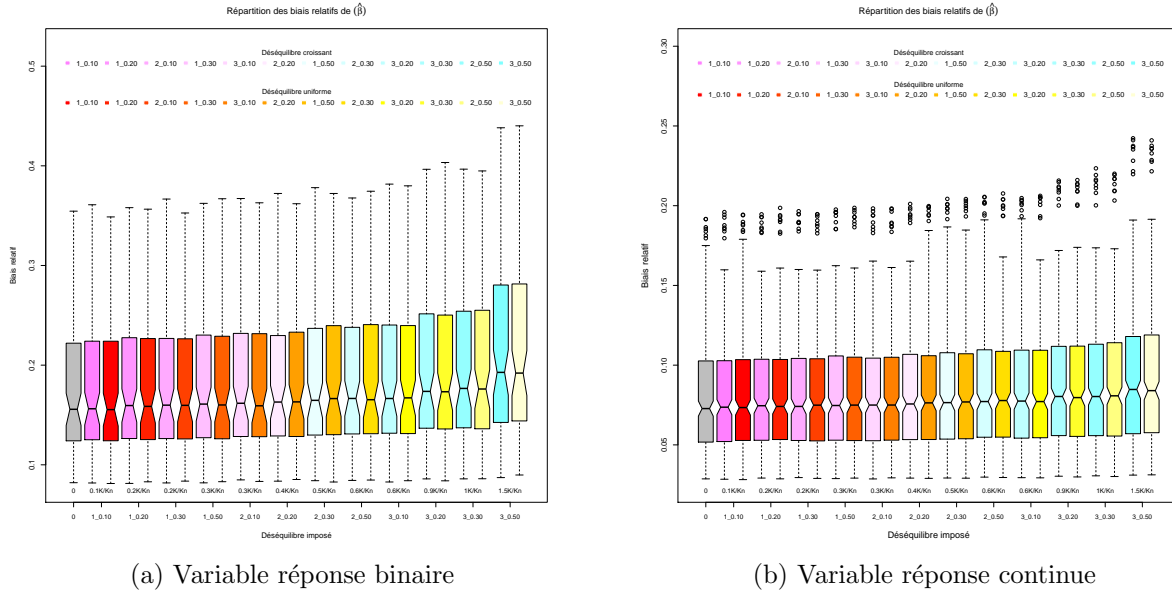 Répartition des biais relatifs de (β̂)
Déséquilibre croissant
1_0.10 1_0.20 2_0.10 1_0.30 3_0.10 2_0.20 1_0.50 2_0.30 3_0.20 3_0.30 2_0.50 3_0.50
Déséquilibre uniforme
1_0.10 1_0.20 2_0.10 1_0.30 3_0.10 2_0.20 1_0.50 2_0.30 3_0.20 3_0.30 2_0.50 3_0.50
Biais relatif
0.5
0.4
0.3
0.2
0.1
0 0.1K/Kn 0.2K/Kn 0.2K/Kn 0.3K/Kn 0.3K/Kn 0.4K/Kn 0.5K/Kn 0.6K/Kn 0.6K/Kn 0.9K/Kn 1K/Kn 1.5K/Kn
0 1_0.10 1_0.20 1_0.30 1_0.50 2_0.10 2_0.20 2_0.30 2_0.50 3_0.10 3_0.20 3_0.30 3_0.50
Déséquilibre imposé
(a) Variable réponse binaire
Répartition des biais relatifs de (β̂)
Déséquilibre croissant
1_0.10 1_0.20 2_0.10 1_0.30 3_0.10 2_0.20 1_0.50 2_0.30 3_0.20 3_0.30 2_0.50 3_0.50
Déséquilibre uniforme
1_0.10 1_0.20 2_0.10 1_0.30 3_0.10 2_0.20 1_0.50 2_0.30 3_0.20 3_0.30 2_0.50 3_0.50
Biais relatif
0.30
0.25
0.20
0.15
0.10
0.05
0 0.1K/Kn 0.2K/Kn 0.2K/Kn 0.3K/Kn 0.3K/Kn 0.4K/Kn 0.5K/Kn 0.6K/Kn 0.6K/Kn 0.9K/Kn 1K/Kn 1.5K/Kn
0 1_0.10 1_0.20 1_0.30 1_0.50 2_0.10 2_0.20 2_0.30 2_0.50 3_0.10 3_0.20 3_0.30 3_0.50
Déséquilibre imposé
(b) Variable réponse continue